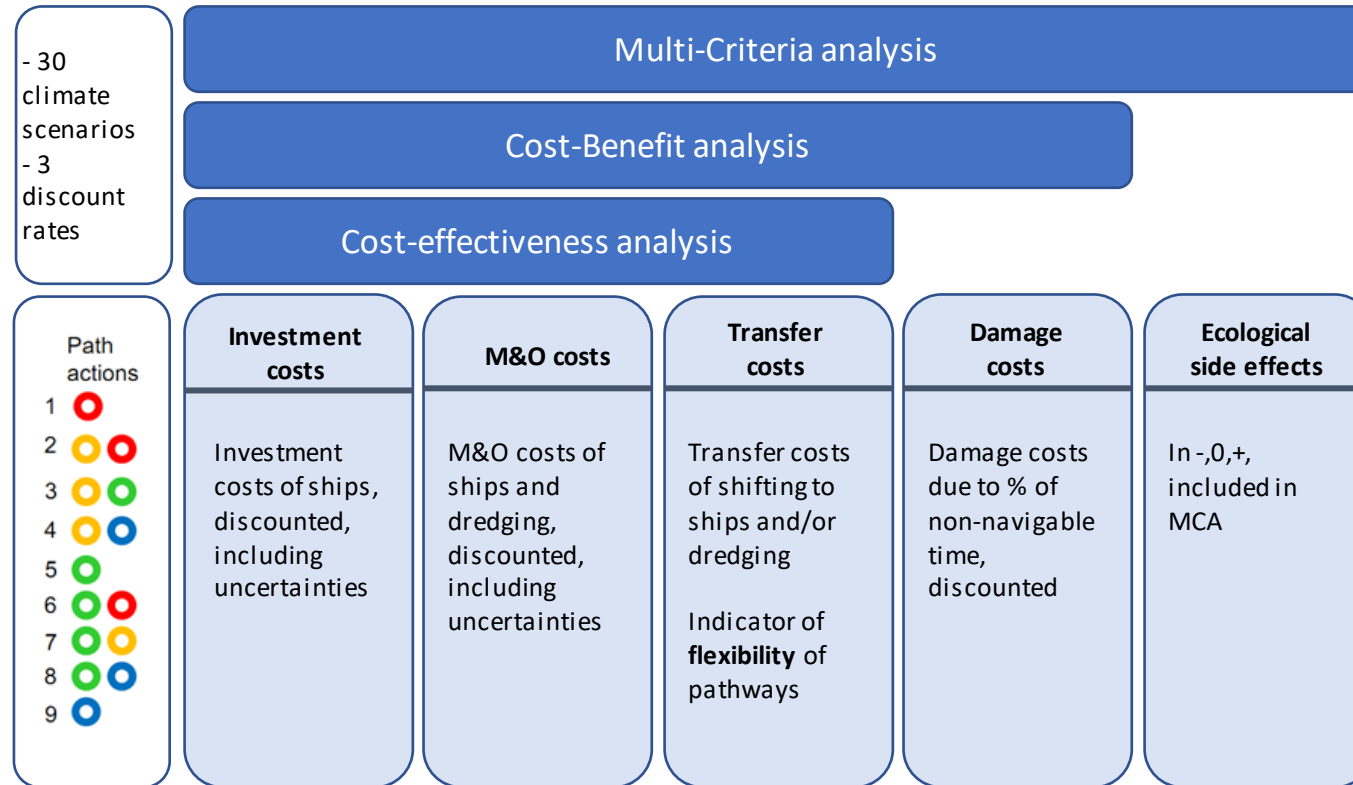 - 30
climate
scenarios
- 3
discount
rates
Multi-Criteria analysis
Cost-Benefit analysis
Cost-effectiveness analysis
Path
actions
1
2
3
4
5
6
7
8
9
Investment
costs
Investment
costs of ships,
discounted,
including
uncertainties
M&O costs
M&O costs of
ships and
dredging,
discounted,
including
uncertainties
Transfer
costs
Transfer costs
of shifting to
ships and/or
dredging
Indicator of
flexibility of
pathways
Damage
costs
Damage costs
due to % of
non-navigable
time,
discounted
Ecological
side effects
In -,0,+,
included in
MCA